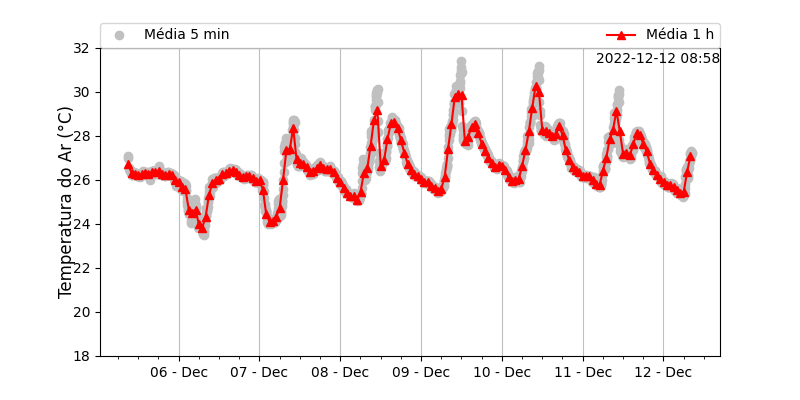 Média 5 min
Média 1 h
2022-12-12 08:58
Temperatura do Ar (°C)
32
30
28
26
24
22
20
18
06 - Dec
07 - Dec
08 - Dec
09 - Dec
10 - Dec
11 - Dec
12 - Dec